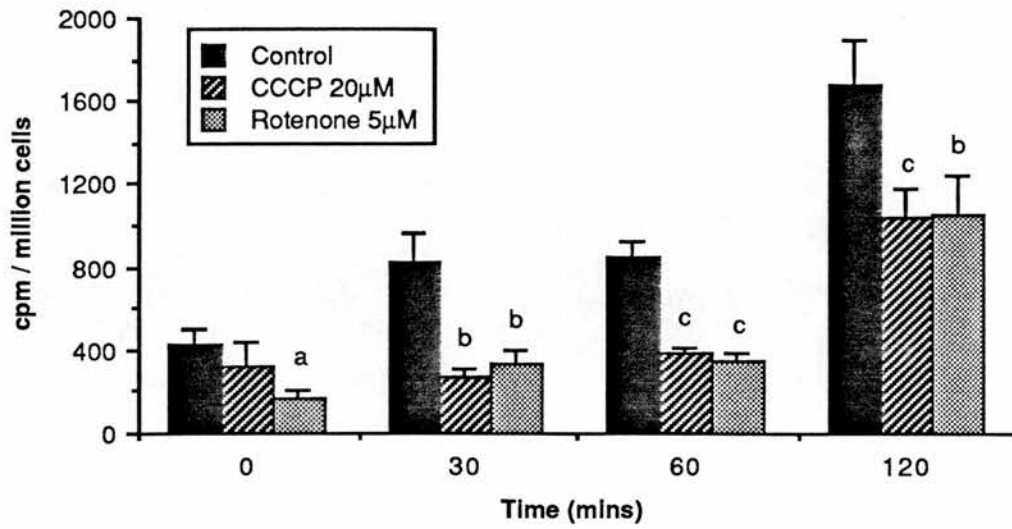 cpm / million cells
2000
1600
1200
800
400
0
Control
CCCP 20µM
Rotenone 5µM
a
b
b
c
c
c
b
0
30
60
120
Time (mins)